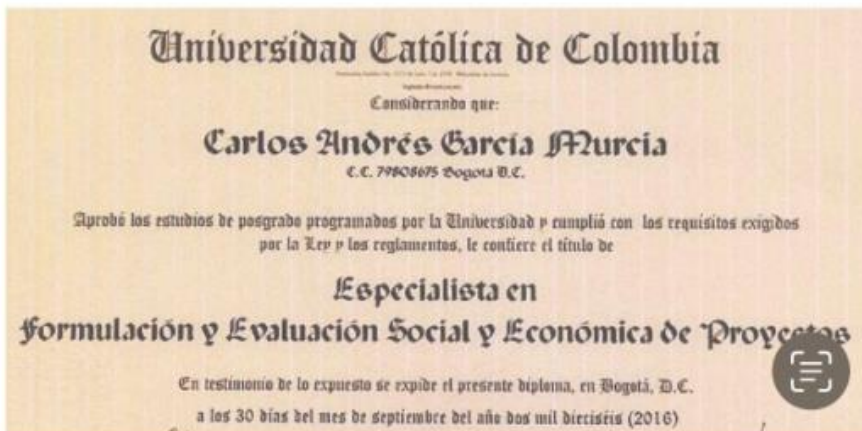 Universidad Católica de Colombia
Considerando que:
Carlos Andrés García Murcia
C.C. 79808675 Bogotá D.C.
Aprobó los estudios de posgrado programados por la Universidad y cumplió con los requisitos exigidos
por la Ley y los reglamentos, le confiere el título de
Especialista en
Formulación y Evaluación Social y Económica de Proyectos
En testimonio de lo expuesto se expide el presente diploma, en Bogotá, D.C.
a los 30 días del mes de septiembre del año dos mil dieciséis (2016)